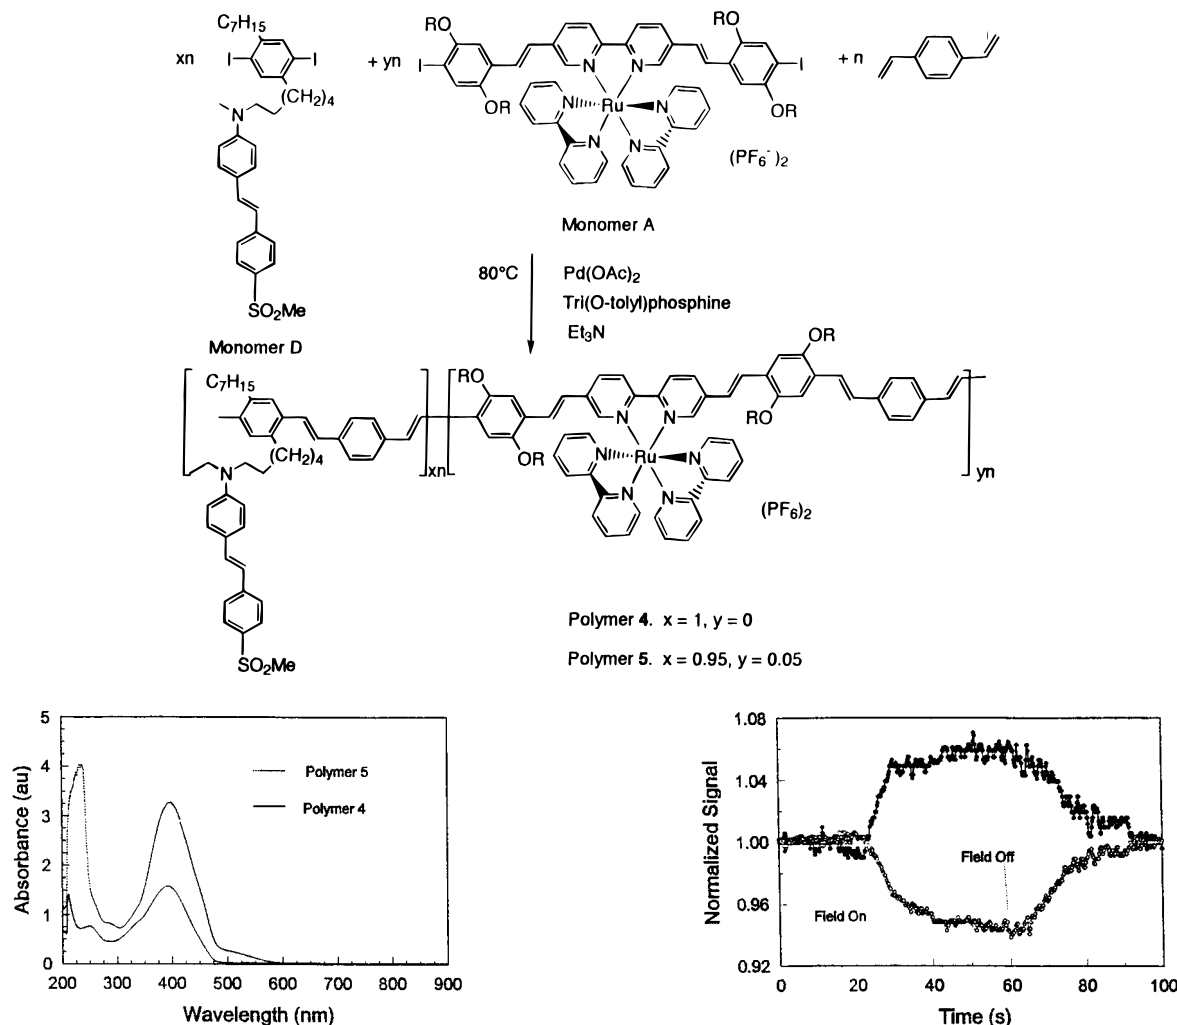 C7H15
xn
I
I
(CH2)4
N
SO2Me
Monomer D
+ yn
RO
I
OR
N
N
RO
I
OR
N
N
Ru
N
N
(PF6-)2
Monomer A
+ n
80°C
Pd(OAc)2
Tri(O-tolyl)phosphine
Et3N
C7H15
(CH2)4
N
SO2Me
xn
RO
OR
N
N
OR
RO
N
N
Ru
N
N
(PF6)2
yn
Polymer 4. x = 1, y = 0
Polymer 5. x = 0.95, y = 0.05
5
4
3
2
1
0
Absorbance (au)
Polymer 5
Polymer 4
200 300 400 500 600 700 800 900
Wavelength (nm)
1.08
1.04
1.00
0.96
0.92
Normalized Signal
Field Off
Field On
0 20 40 60 80 100
Time (s)